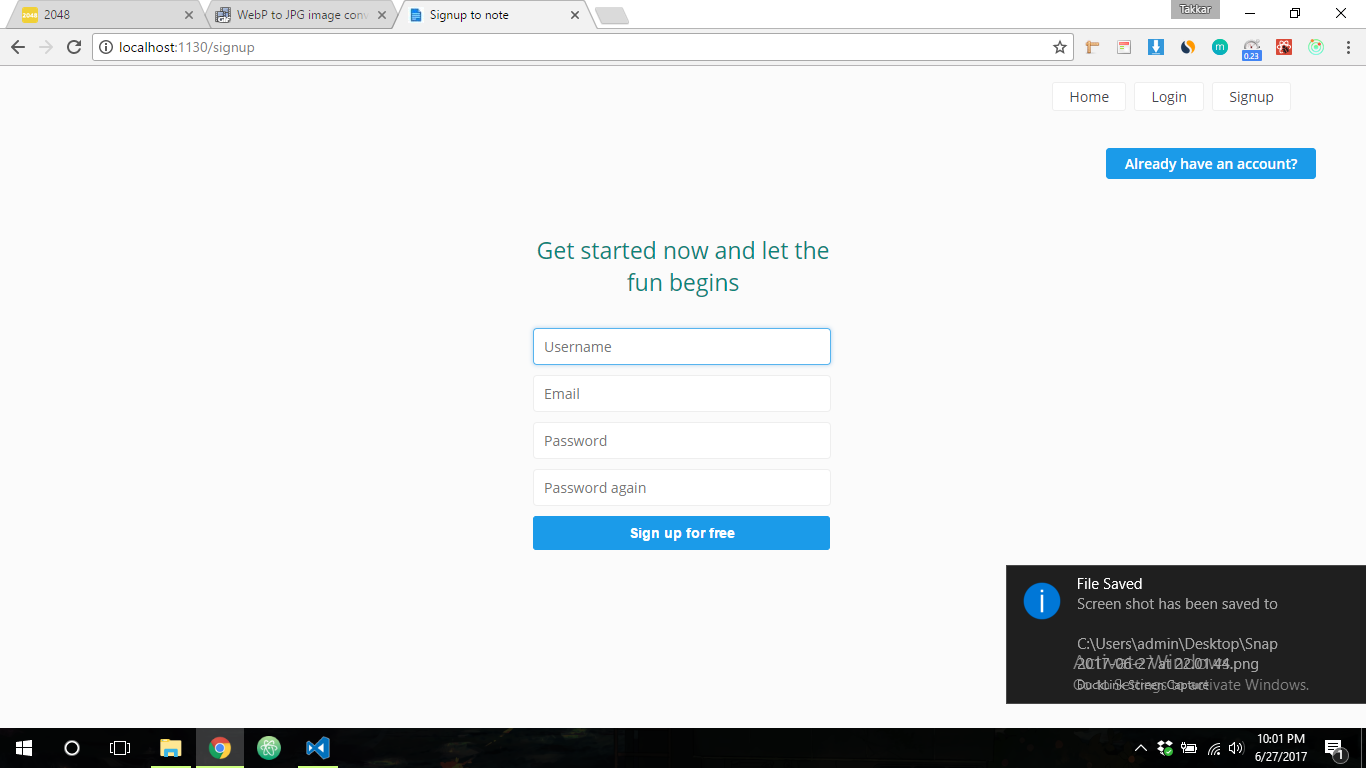 2048
WebP to JPG image conv
Signup to note
Takkar
localhost:1130/signup
0.23
Home
Login
Signup
Already have an account?
Get started now and let the
fun begins
Username
Email
Password
Password again
Sign up for free
File Saved
Screen shot has been saved to
C:\Users\admin\Desktop\Snap
2017-06-27 at 22.01.44.png
DuckLink Screen Capture
Activate Windows
Go to Settings to activate Windows.
10:01 PM
6/27/2017
1